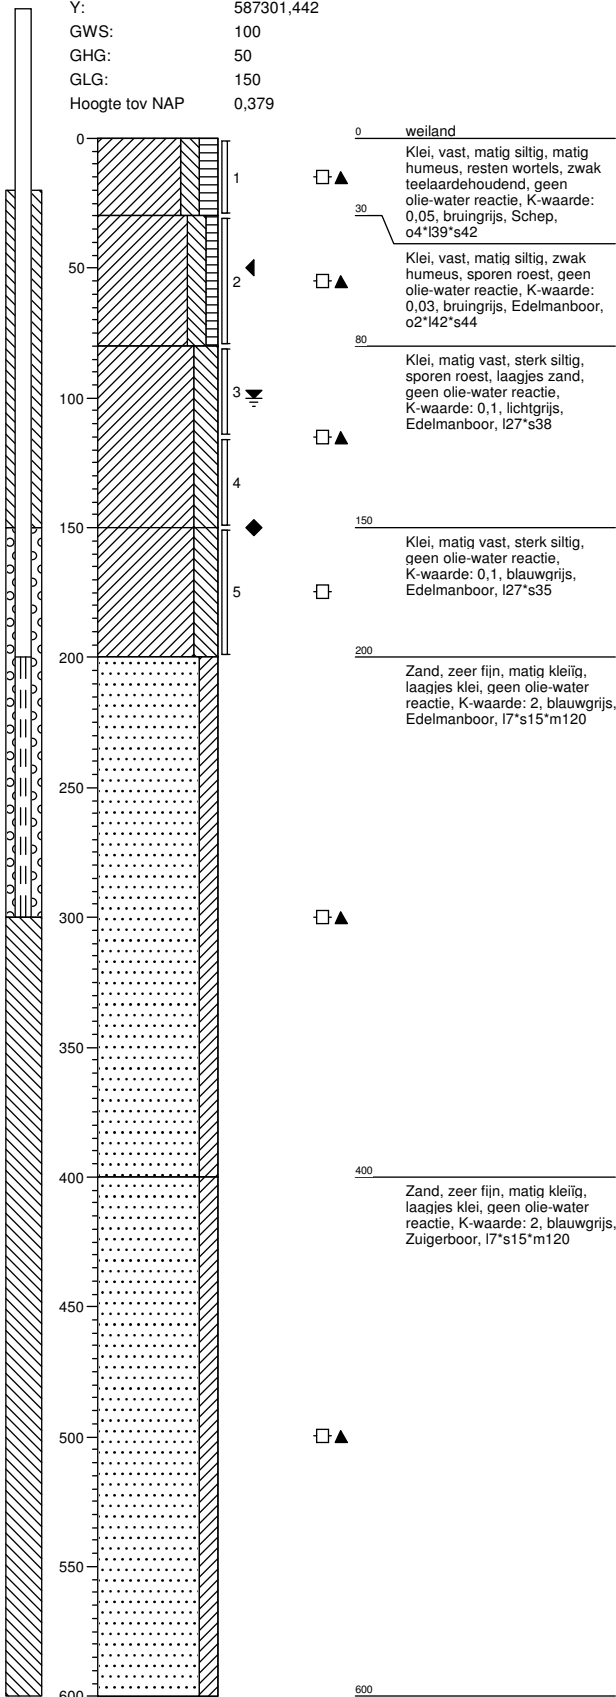 Y: 587301,442
GWS: 100
GHG: 50
GLG: 150
Hoogte tov NAP 0,379
0
50
100
150
200
250
300
350
400
450
500
550
600
1
2
3
4
5
0 weiland
Klei, vast, matig siltig, matig
humeus, resten wortels, zwak
teelaardehoudend, geen
olie-water reactie, K-waarde:
0,05, bruingrijs, Schep,
o4*l39*s42
30
Klei, vast, matig siltig, zwak
humeus, sporen roest, geen
olie-water reactie, K-waarde:
0,03, bruingrijs, Edelmanboor,
o2*l42*s44
80
Klei, matig vast, sterk siltig,
sporen roest, laagjes zand,
geen olie-water reactie,
K-waarde: 0,1, lichtgrijs,
Edelmanboor, l27*s38
150
Klei, matig vast, sterk siltig,
geen olie-water reactie,
K-waarde: 0,1, blauwgrijs,
Edelmanboor, l27*s35
200
Zand, zeer fijn, matig kleiïg,
laagjes klei, geen olie-water
reactie, K-waarde: 2, blauwgrijs,
Edelmanboor, l7*s15*m120
400
Zand, zeer fijn, matig kleiïg,
laagjes klei, geen olie-water
reactie, K-waarde: 2, blauwgrijs,
Zuigerboor, l7*s15*m120
600